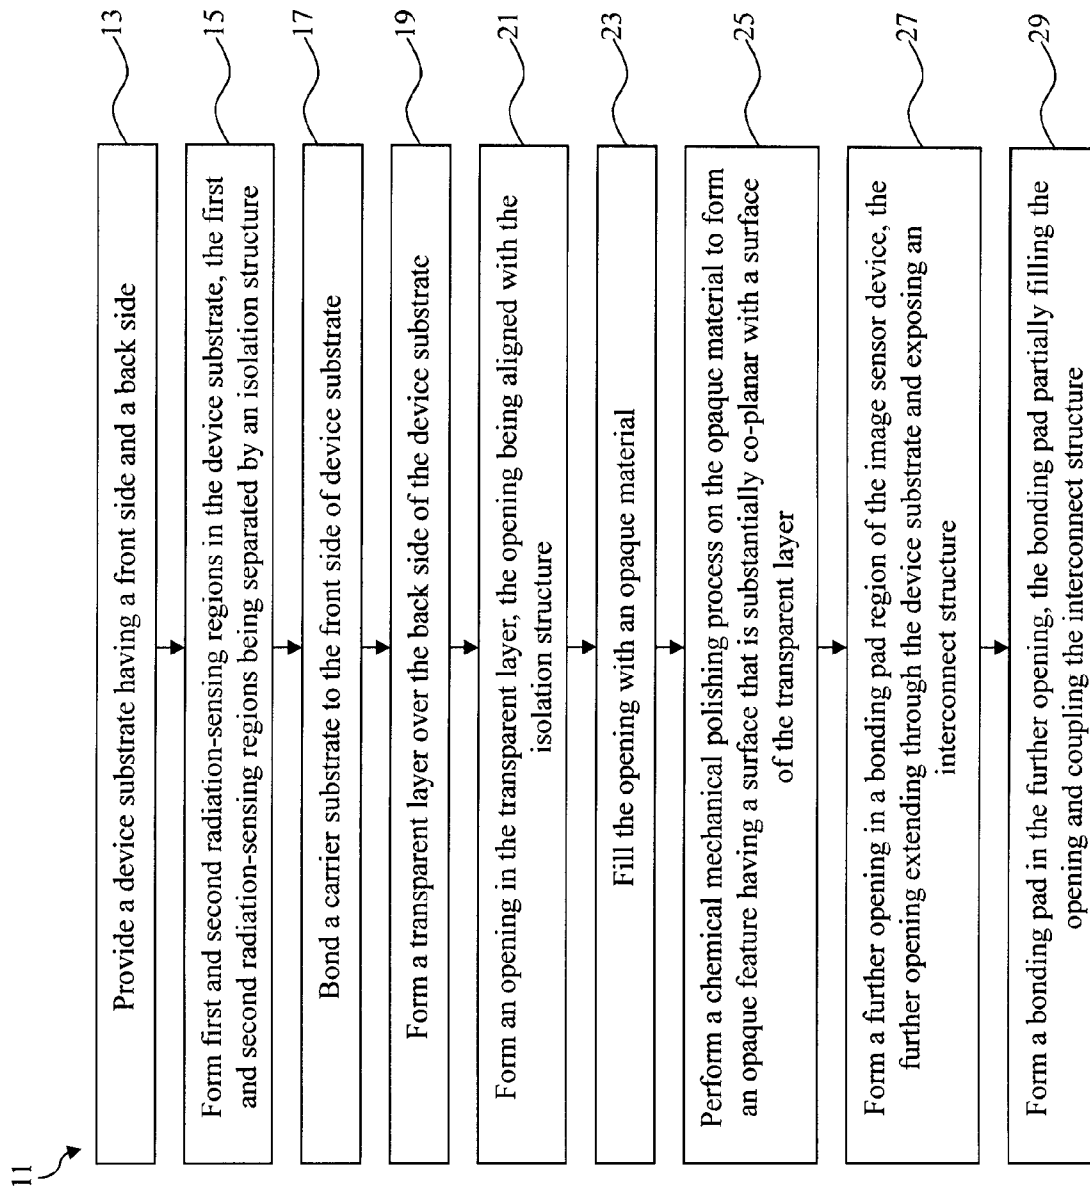 11
Provide a device substrate having a front side and a back side
13
Form first and second radiation-sensing regions in the device substrate, the first
and second radiation-sensing regions being separated by an isolation structure
15
Bond a carrier substrate to the front side of device substrate
17
Form a transparent layer over the back side of the device substrate
19
Form an opening in the transparent layer, the opening being aligned with the
isolation structure
21
Fill the opening with an opaque material
23
Perform a chemical mechanical polishing process on the opaque material to form
an opaque feature having a surface that is substantially co-planar with a surface
of the transparent layer
25
Form a further opening in a bonding pad region of the image sensor device, the
further opening extending through the device substrate and exposing an
interconnect structure
27
Form a bonding pad in the further opening, the bonding pad partially filling the
opening and coupling the interconnect structure
29